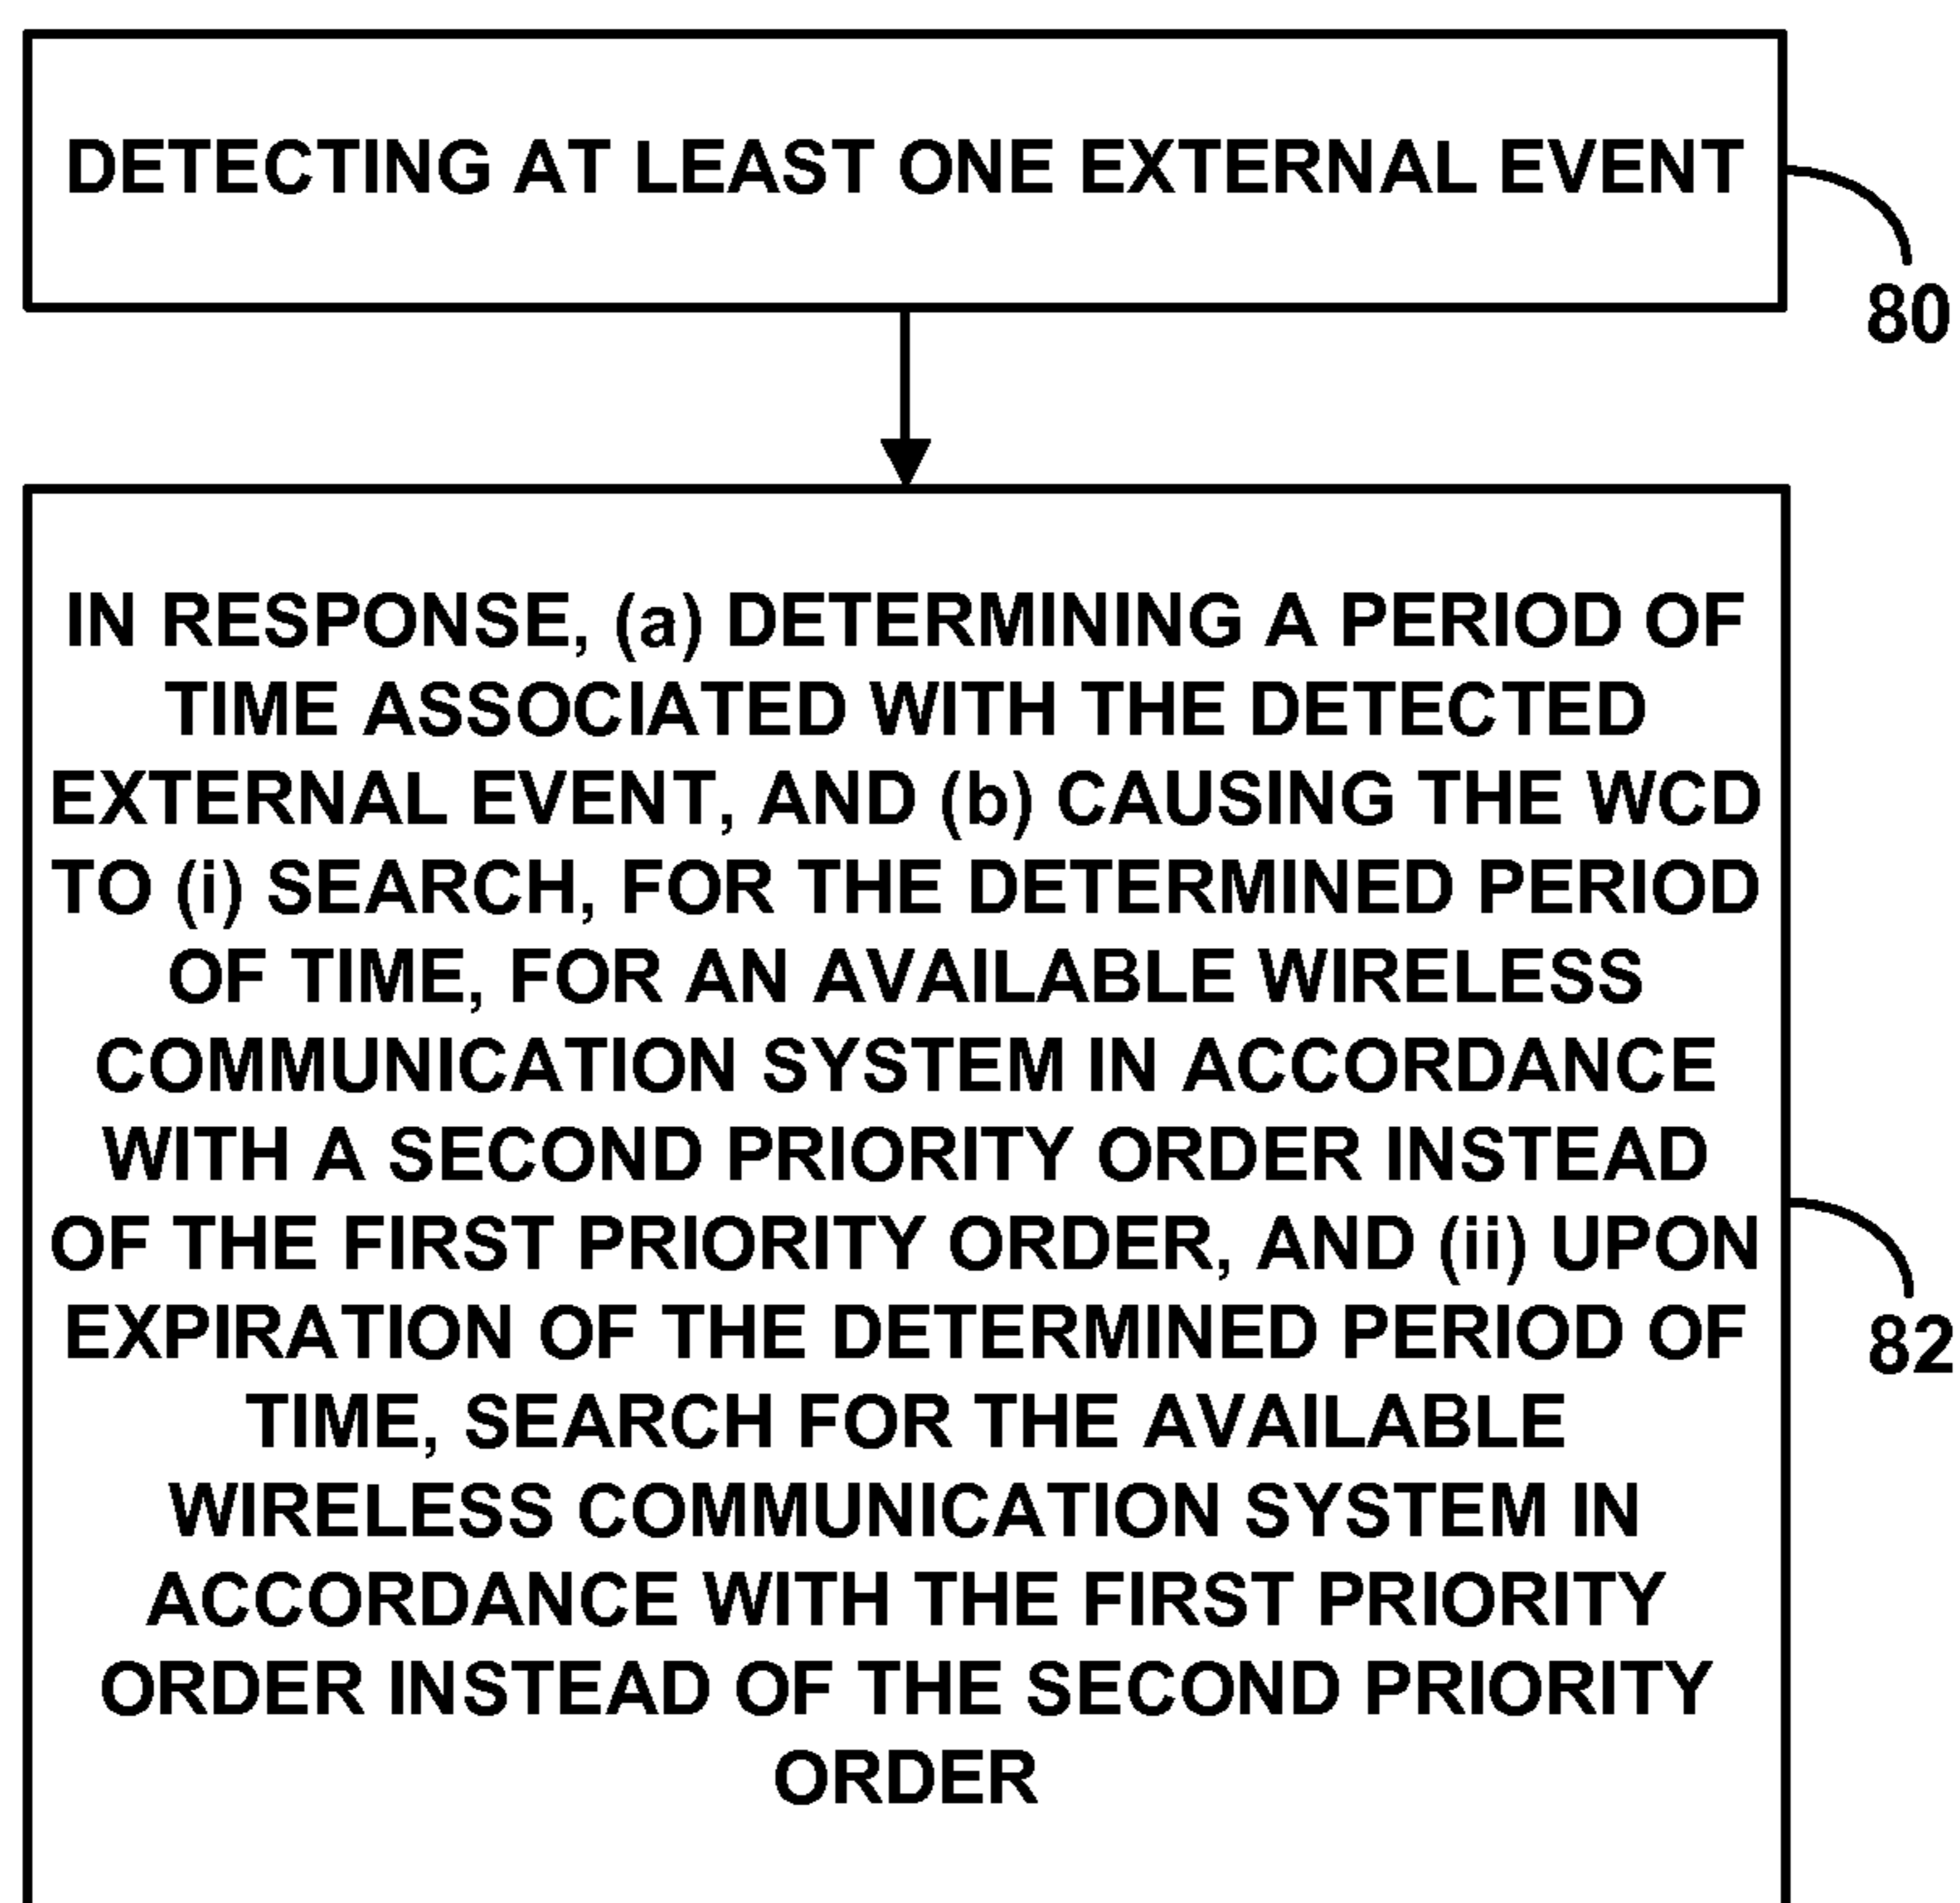 DETECTING AT LEAST ONE EXTERNAL EVENT
80
IN RESPONSE, (a) DETERMINING A PERIOD OF
TIME ASSOCIATED WITH THE DETECTED
EXTERNAL EVENT, AND (b) CAUSING THE WCD
TO (i) SEARCH, FOR THE DETERMINED PERIOD
OF TIME, FOR AN AVAILABLE WIRELESS
COMMUNICATION SYSTEM IN ACCORDANCE
WITH A SECOND PRIORITY ORDER INSTEAD
OF THE FIRST PRIORITY ORDER, AND (ii) UPON
EXPIRATION OF THE DETERMINED PERIOD OF
TIME, SEARCH FOR THE AVAILABLE
WIRELESS COMMUNICATION SYSTEM IN
ACCORDANCE WITH THE FIRST PRIORITY
ORDER INSTEAD OF THE SECOND PRIORITY
ORDER
82